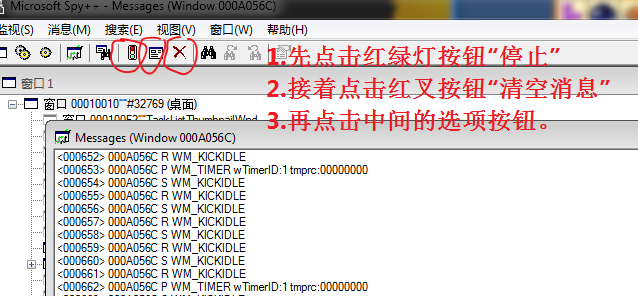 Microsoft Spy++ - Messages (Window 000A056C)
监视(S) 消息(M) 搜索(E) 视图(V) 窗口(W) 帮助(H)
1.先点击红绿灯按钮“停止”
2.接着点击红叉按钮“清空消息”
3.再点击中间的选项按钮。
窗口 1
窗口 00010010""#32769 (桌面)
窗口 00010052""TaskListThumbnailWnd
Messages (Window 000A056C)
<000652> 000A056C R WM_KICKIDLE
<000653> 000A056C P WM_TIMER wTimerID:1 tmprc:00000000
<000654> 000A056C S WM_KICKIDLE
<000655> 000A056C R WM_KICKIDLE
<000656> 000A056C S WM_KICKIDLE
<000657> 000A056C R WM_KICKIDLE
<000658> 000A056C S WM_KICKIDLE
<000659> 000A056C R WM_KICKIDLE
<000660> 000A056C S WM_KICKIDLE
<000661> 000A056C R WM_KICKIDLE
<000662> 000A056C P WM_TIMER wTimerID:1 tmprc:00000000